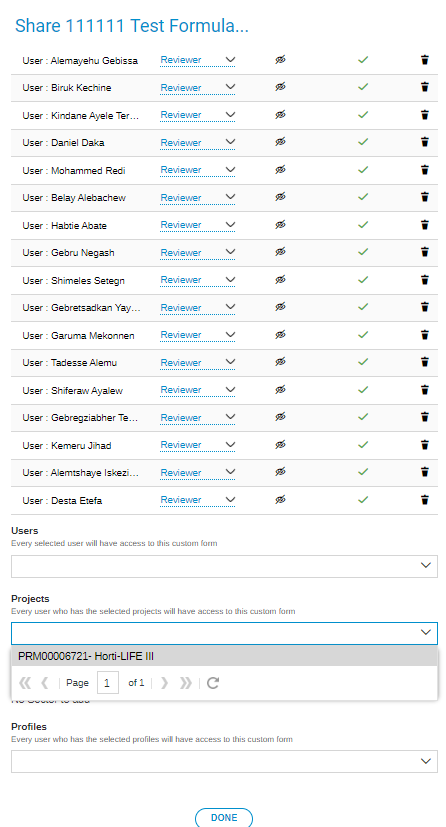 Share 111111 Test Formula...
User : Alemayehu Gebissa Reviewer
User : Biruk Kechine Reviewer
User : Kindane Ayele Ter... Reviewer
User : Daniel Daka Reviewer
User : Mohammed Redi Reviewer
User : Belay Alebachew Reviewer
User : Habtie Abate Reviewer
User : Gebru Negash Reviewer
User : Shimeles Setegn Reviewer
User : Gebretsadkan Yay... Reviewer
User : Garuma Mekonnen Reviewer
User : Tadesse Alemu Reviewer
User : Shiferaw Ayalew Reviewer
User : Gebregziabher Te... Reviewer
User : Kemeru Jihad Reviewer
User : Alemtshaye Iskezi... Reviewer
User : Desta Etefa Reviewer
Users
Every selected user will have access to this custom form
Projects
Every user who has the selected projects will have access to this custom form
PRM00006721- Horti-LIFE III
Page 1 of 1
Profiles
Every user who has the selected profiles will have access to this custom form
DONE